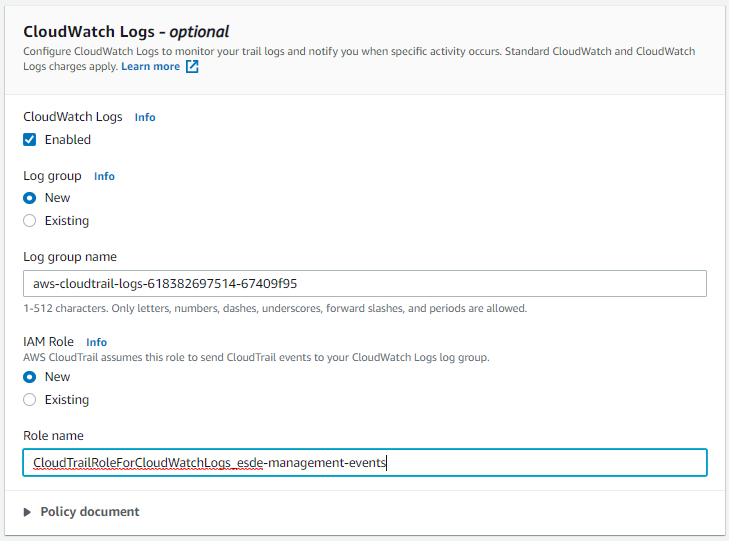 CloudWatch Logs - optional
Configure CloudWatch Logs to monitor your trail logs and notify you when specific activity occurs. Standard CloudWatch and CloudWatch
Logs charges apply. Learn more
CloudWatch Logs Info
Enabled
Log group Info
New
Existing
Log group name
aws-cloudtrail-logs-618382697514-67409f95
1-512 characters. Only letters, numbers, dashes, underscores, forward slashes, and periods are allowed.
IAM Role Info
AWS CloudTrail assumes this role to send CloudTrail events to your CloudWatch Logs log group.
New
Existing
Role name
CloudTrailRoleForCloudWatchLogs_esde-management-events
Policy document